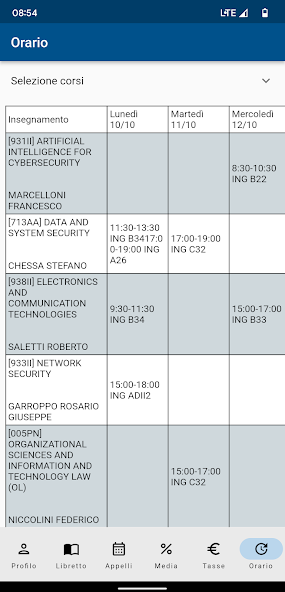 08:54
LTE
Orario
Selezione corsi
Insegnamento
Lunedì
10/10
Martedì
11/10
Mercoledì
12/10
[931II] ARTIFICIAL
INTELLIGENCE FOR
CYBERSECURITY
MARCELLONI
FRANCESCO
8:30-10:30
ING B22
[713AA] DATA AND
SYSTEM SECURITY
CHESSA STEFANO
11:30-13:30
ING B3417:0
0-19:00 ING
A26
17:00-19:00
ING C32
[938II] ELECTRONICS
AND
COMMUNICATION
TECHNOLOGIES
SALETTI ROBERTO
9:30-11:30
ING B34
15:00-17:00
ING B33
[933II] NETWORK
SECURITY
GARROPPO ROSARIO
GIUSEPPE
15:00-18:00
ING ADII2
[005PN]
ORGANIZATIONAL
SCIENCES AND
INFORMATION AND
TECHNOLOGY LAW
(OL)
NICCOLINI FEDERICO
15:00-17:00
ING C32
Profilo
Libretto
Appelli
Media
Tasse
Orario